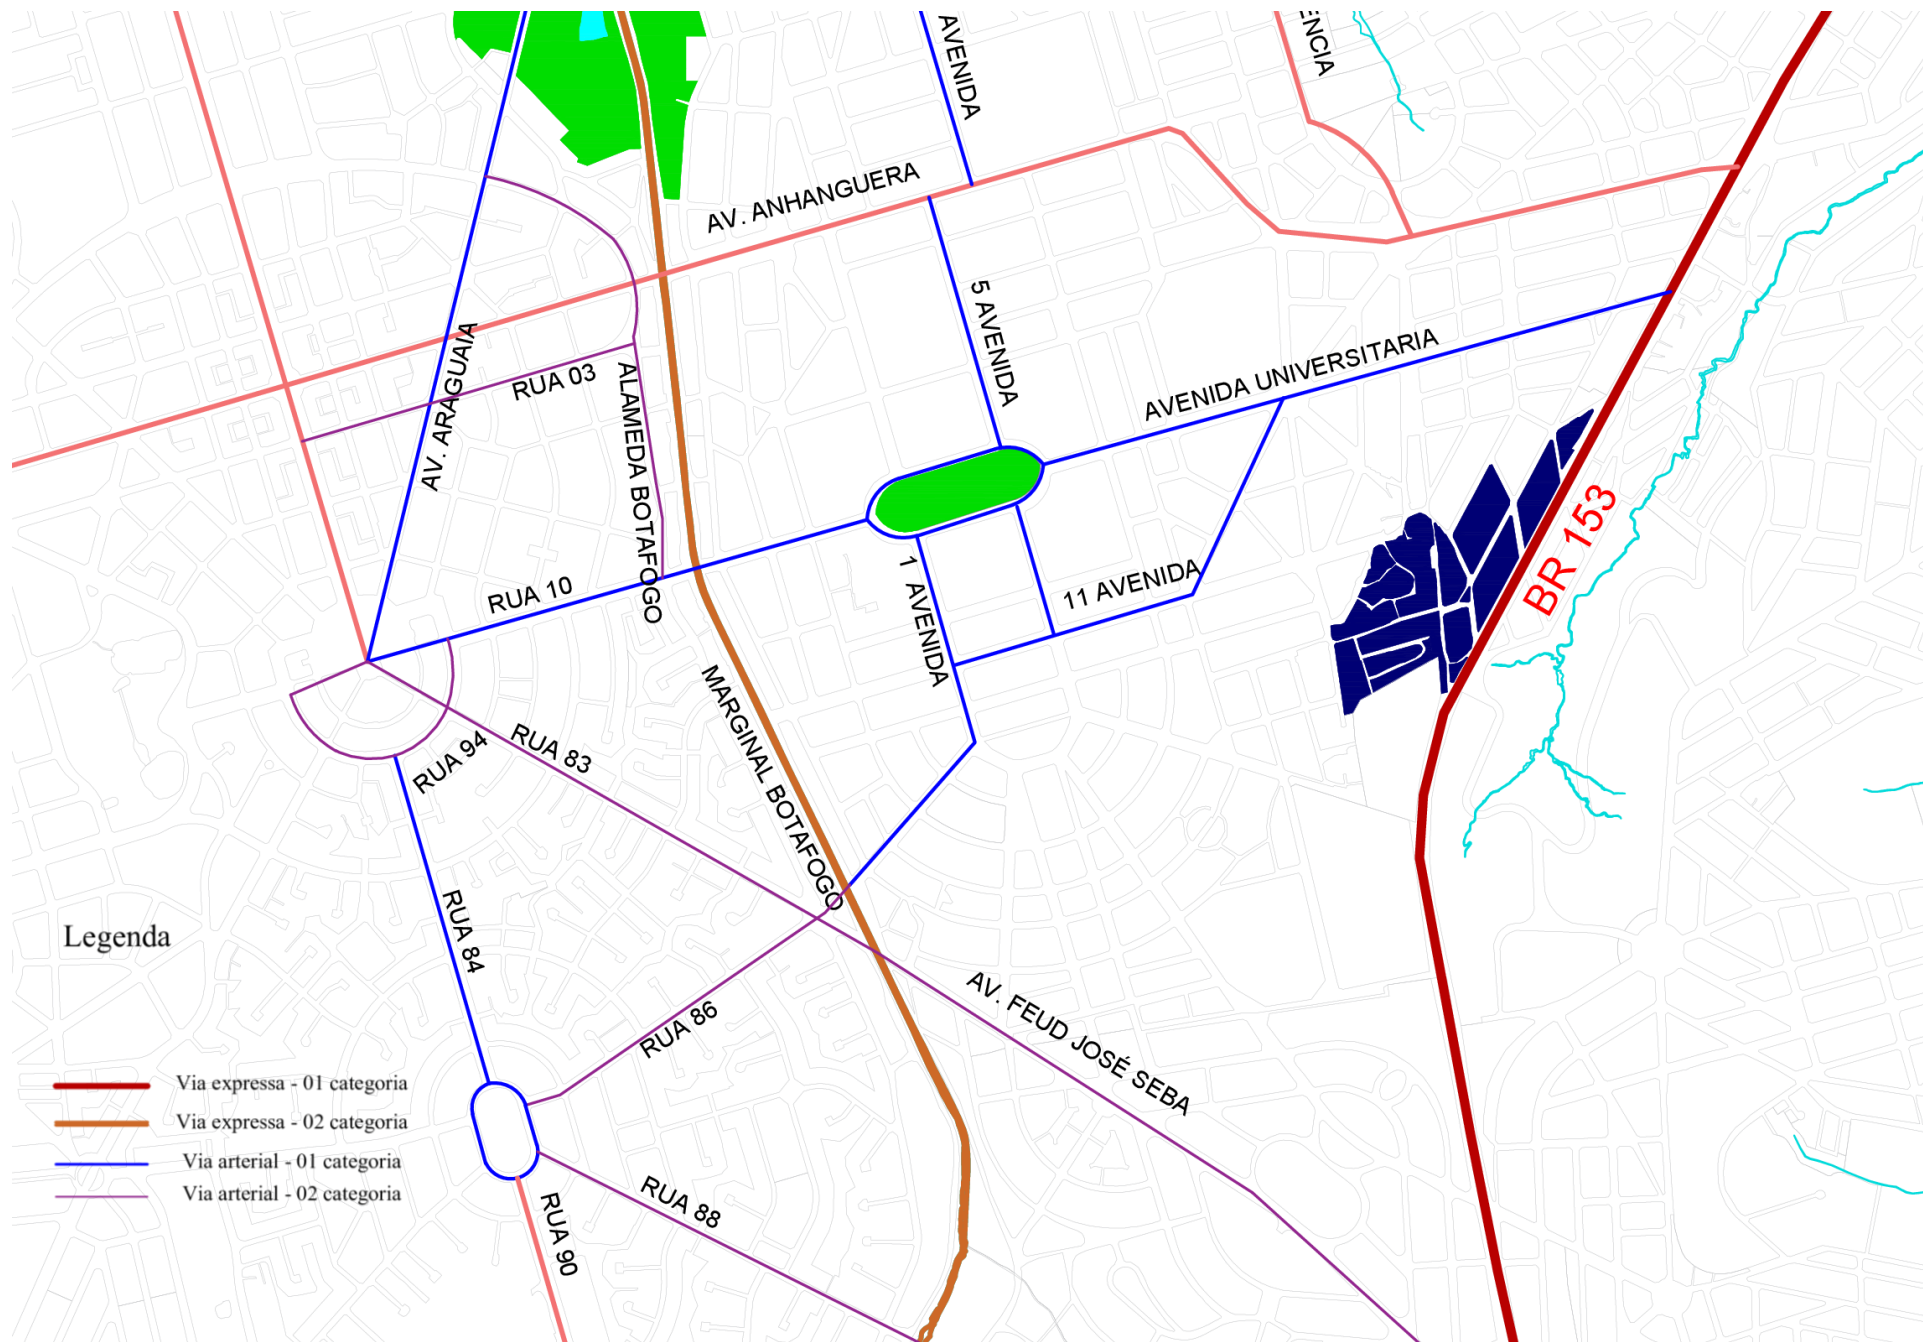 AVENIDA
ENCIA
AV. ANHANGUERA
5 AVENIDA
AVENIDA UNIVERSITARIA
AV. ARAGUAIA
RUA 03
ALAMEDA BOTAFOGO
BR 153
RUA 10
1 AVENIDA
11 AVENIDA
MARGINAL BOTAFOGO
RUA 94
RUA 83
RUA 84
RUA 86
AV. FEUD JOSÉ SEBA
RUA 88
RUA 90
Legenda
Via expressa - 01 categoria
Via expressa - 02 categoria
Via arterial - 01 categoria
Via arterial - 02 categoria